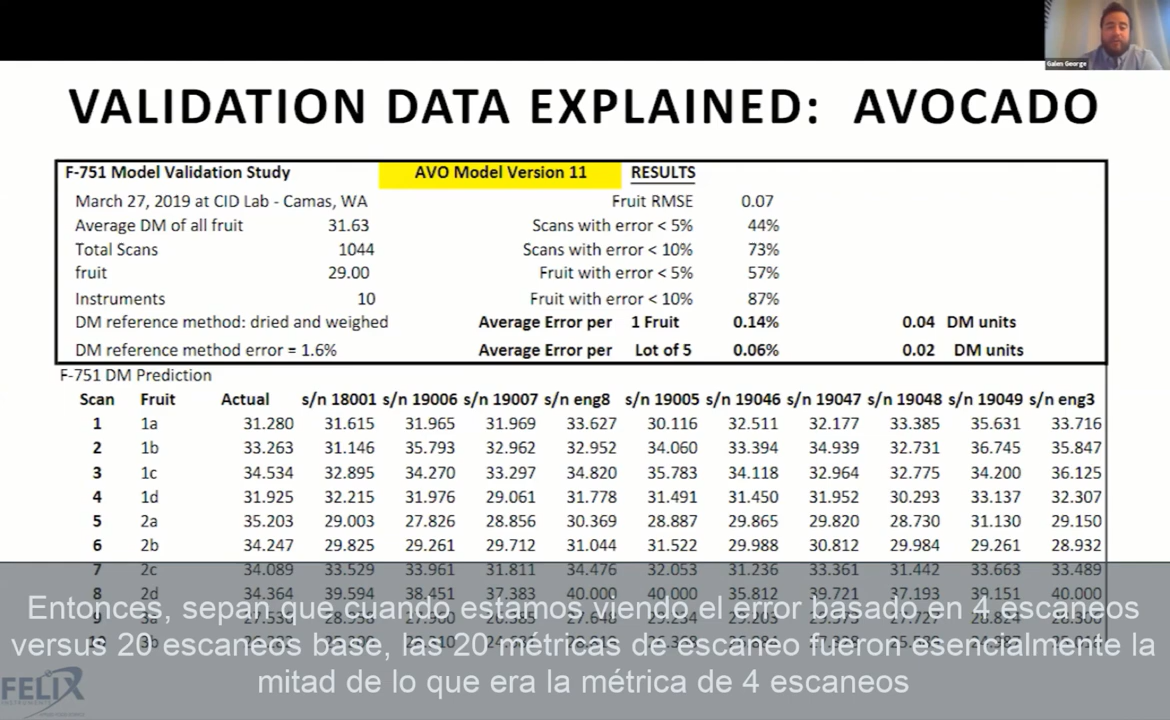 Galen George
VALIDATION DATA EXPLAINED: AVOCADO
F-751 Model Validation Study AVO Model Version 11 RESULTS
March 27, 2019 at CID Lab - Camas, WA Fruit RMSE 0.07
Average DM of all fruit 31.63 Scans with error < 5% 44%
Total Scans 1044 Scans with error < 10% 73%
fruit 29.00 Fruit with error < 5% 57%
Instruments 10 Fruit with error < 10% 87%
DM reference method: dried and weighed Average Error per 1 Fruit 0.14% 0.04 DM units
DM reference method error = 1.6% Average Error per Lot of 5 0.06% 0.02 DM units
F-751 DM Prediction
Scan Fruit Actual s/n 18001 s/n 19006 s/n 19007 s/n eng8 s/n 19005 s/n 19046 s/n 19047 s/n 19048 s/n 19049 s/n eng3
1 1a 31.280 31.615 31.965 31.969 33.627 30.116 32.511 32.177 33.385 35.631 33.716
2 1b 33.263 31.146 35.793 32.962 32.952 34.060 33.394 34.939 32.731 36.745 35.847
3 1c 34.534 32.895 34.270 33.297 34.820 35.783 34.118 32.964 32.775 34.200 36.125
4 1d 31.925 32.215 31.976 29.061 31.778 31.491 31.450 31.952 30.293 33.137 32.307
5 2a 35.203 29.003 27.826 28.856 30.369 28.887 29.865 29.820 28.730 31.130 29.150
6 2b 34.247 29.825 29.261 29.712 31.044 31.522 29.988 30.812 29.984 29.261 28.932
7 2c 34.089 33.529 33.961 31.811 34.476 32.053 31.236 33.361 31.442 33.663 33.489
8 2d 34.364 39.594 38.451 37.383 40.000 40.000 35.812 39.721 37.193 39.151 40.000
9 3a
10 3b
Entonces, sepan que cuando estamos viendo el error basado en 4 escaneos
versus 20 escaneos base, las 20 métricas de escaneo fueron esencialmente la
mitad de lo que era la métrica de 4 escaneos
FELIX
INSTRUMENTS